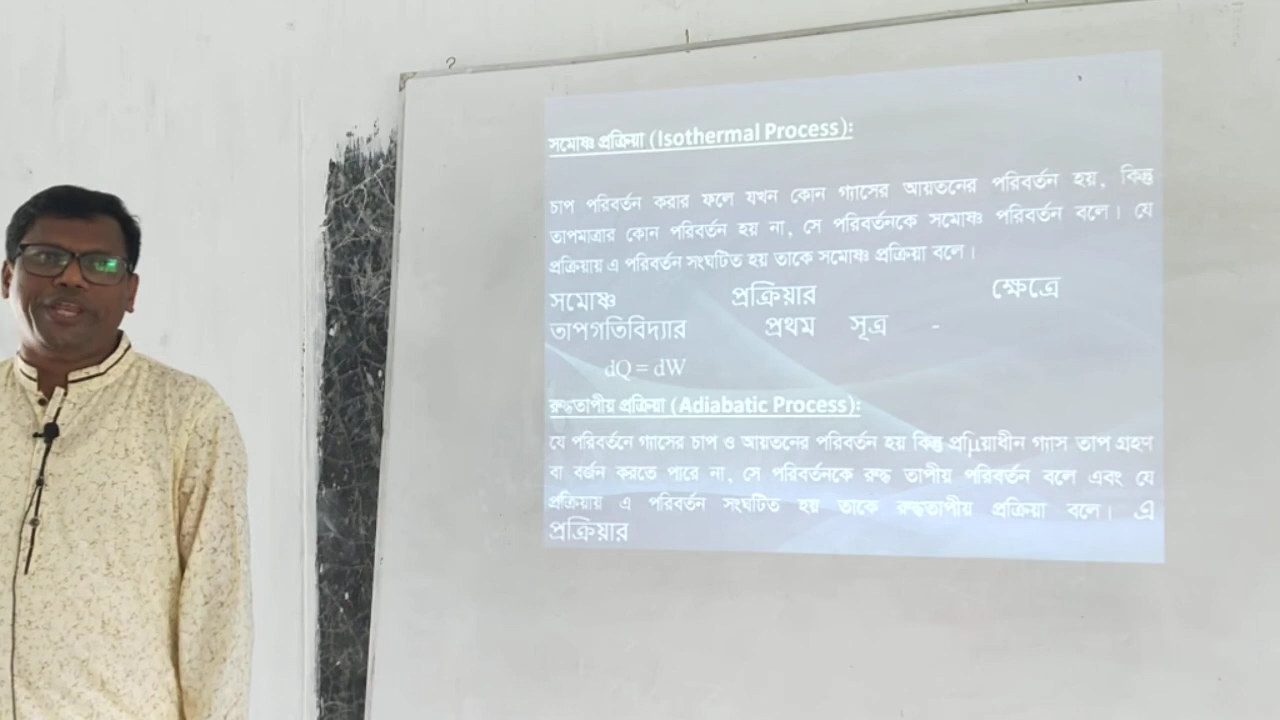 সমোষ্ণ প্রক্রিয়া (Isothermal Process):
চাপ পরিবর্তন করার ফলে যখন কোন গ্যাসের আয়তনের পরিবর্তন হয়, কিন্তু
তাপমাত্রার কোন পরিবর্তন হয় না, সে পরিবর্তনকে সমোষ্ণ পরিবর্তন বলে। যে
প্রক্রিয়ায় এ পরিবর্তন সংঘটিত হয় তাকে সমোষ্ণ প্রক্রিয়া বলে।
সমোষ্ণ প্রক্রিয়ার ক্ষেত্রে
তাপগতিবিদ্যার প্রথম সূত্র -
dQ = dW
রুদ্ধতাপীয় প্রক্রিয়া (Adiabatic Process):
যে পরিবর্তনে গ্যাসের চাপ ও আয়তনের পরিবর্তন হয় কিন্তু প্রμিয়াধীন গ্যাস তাপ গ্রহণ
বা বর্জন করতে পারে না, সে পরিবর্তনকে রুদ্ধ তাপীয় পরিবর্তন বলে এবং যে
প্রক্রিয়ায় এ পরিবর্তন সংঘটিত হয় তাকে রুদ্ধতাপীয় প্রক্রিয়া বলে। এ
প্রক্রিয়ার